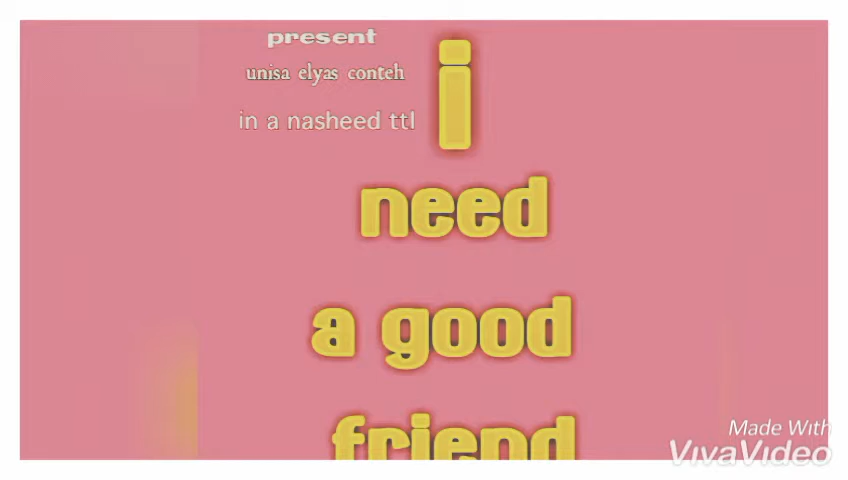 present
unisa elyas conteh
in a nasheed ttl
i
need
a good
friend
Made With
VivaVideo